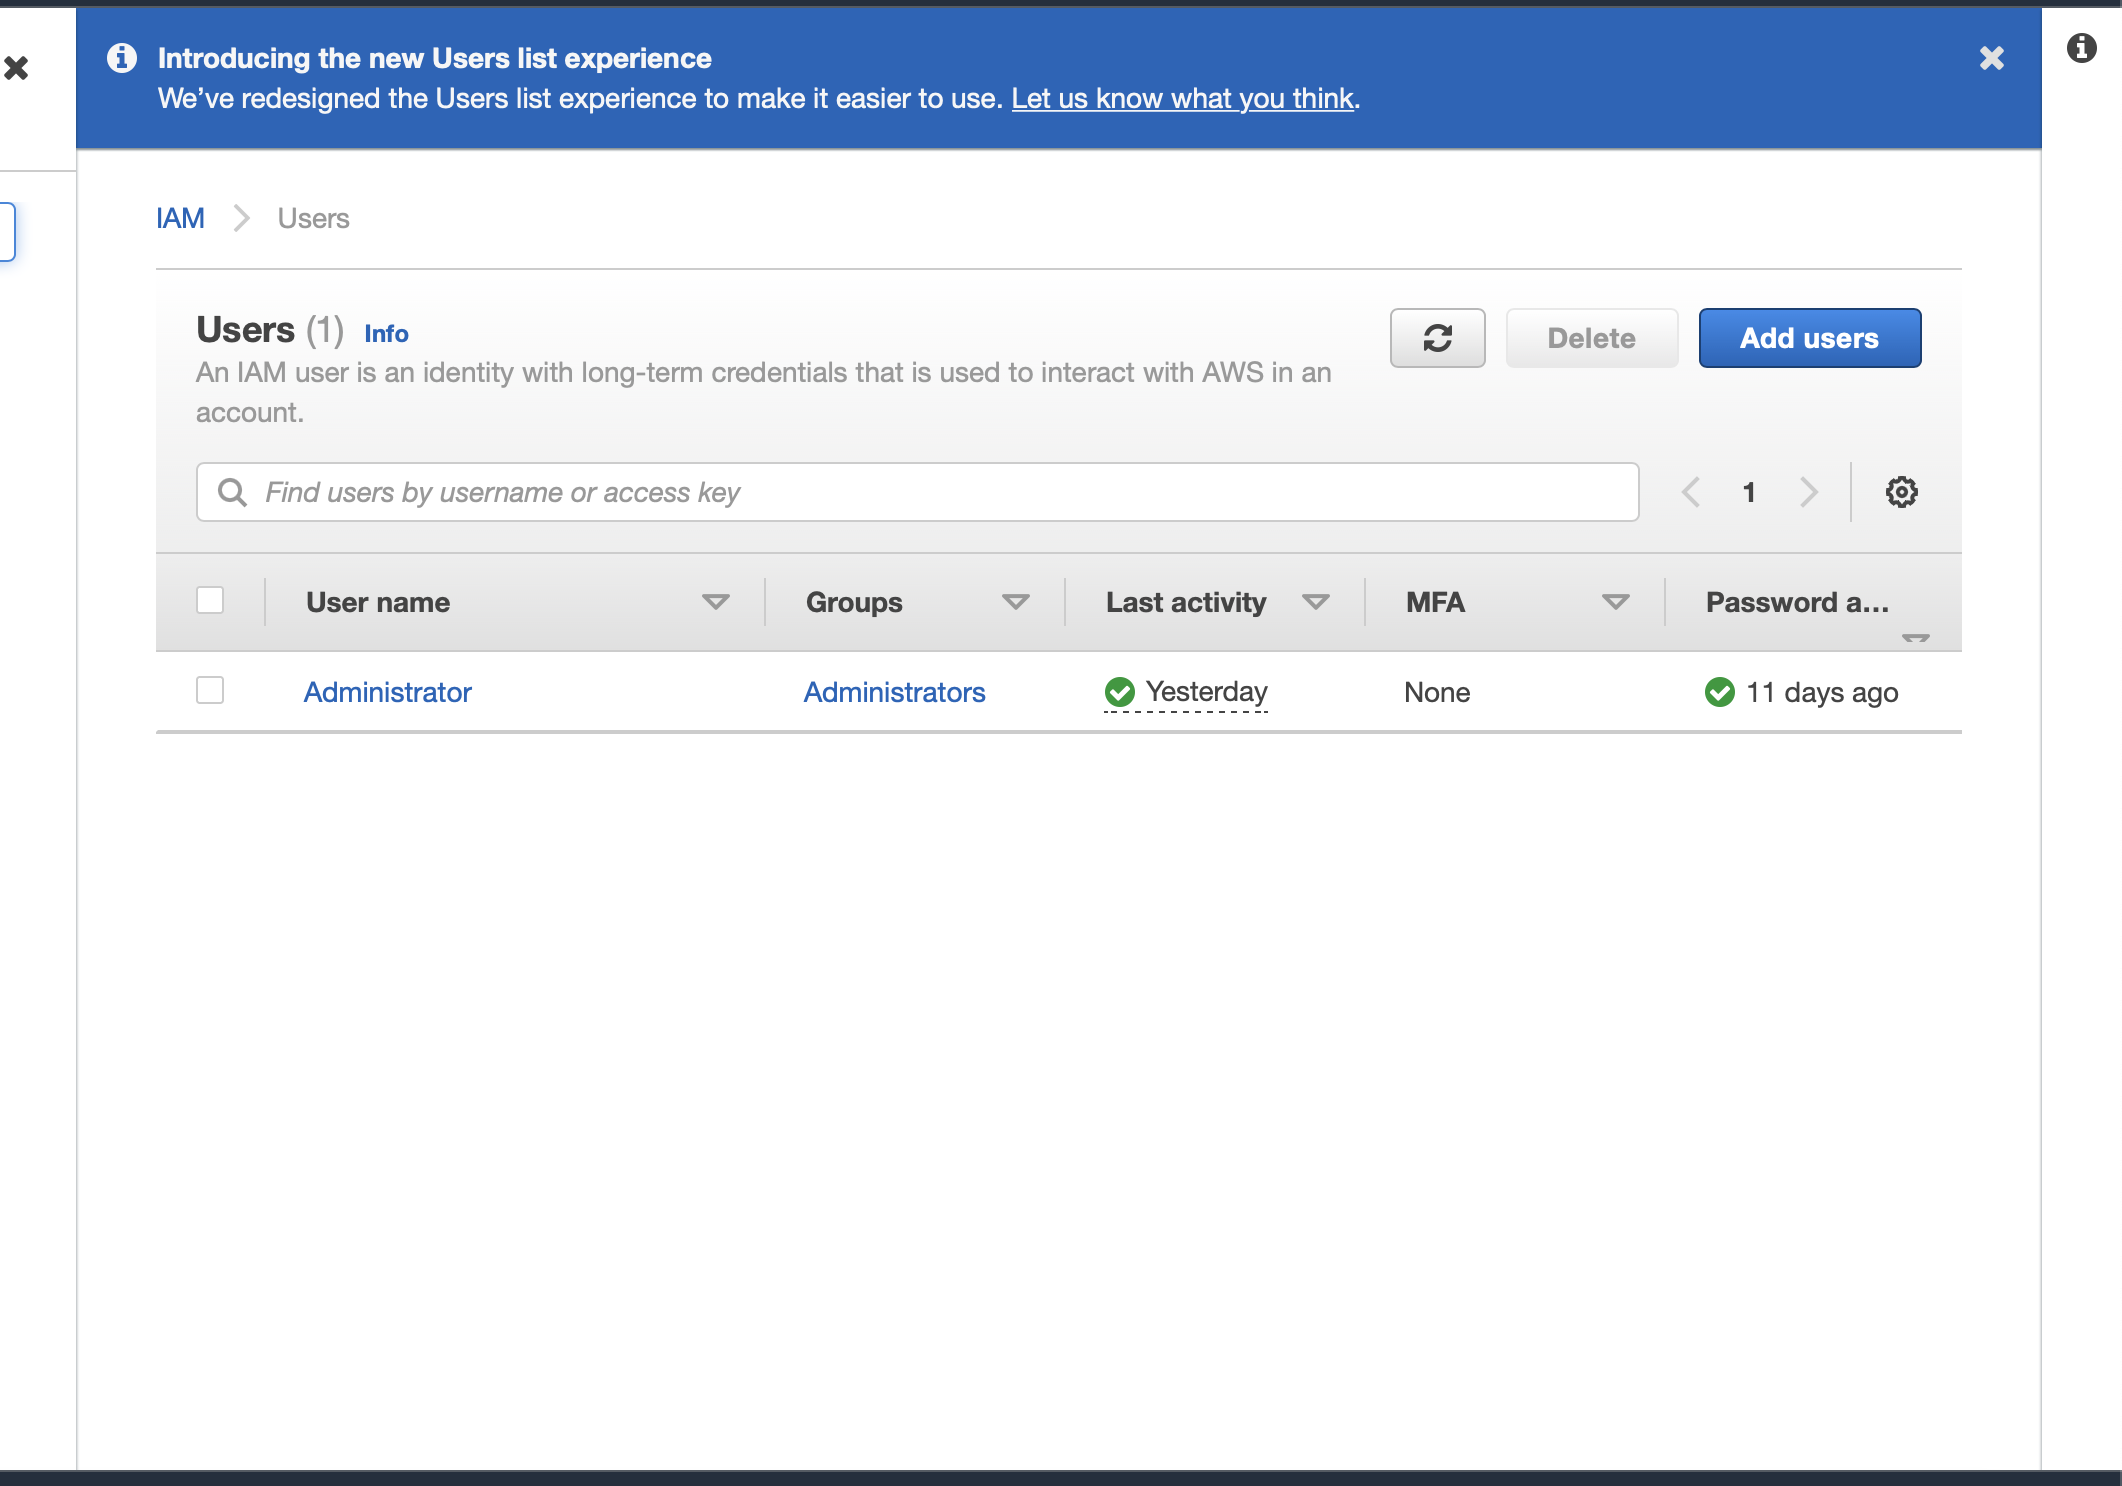 Introducing the new Users list experience
We’ve redesigned the Users list experience to make it easier to use. Let us know what you think.
IAM Users
Users (1) Info
An IAM user is an identity with long-term credentials that is used to interact with AWS in an
account.
Delete
Add users
Find users by username or access key
1
User name Groups Last activity MFA Password a...
Administrator Administrators Yesterday None 11 days ago